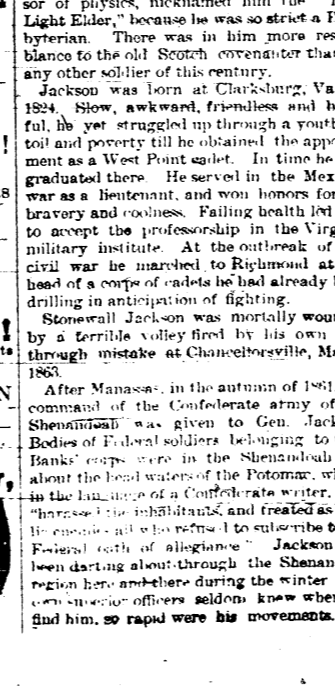 sor of physics, nicknamed him the "
Light Elder," because he was so strict a P
byterian. There was in him more res
blance to the old Scotch covenanter than
any other soldier of this century.
Jackson was born at Clarksburg, Va
1824. Slow, awkward, friendless and b
ful, he yet struggled up through a youth
toil and poverty till he obtained the appo
ment as a West Point cadet. In time he
graduated there. He served in the Mex
war as a lieutenant, and won honors for
bravery and coolness. Failing health led
to accept the professorship in the Virg
military institute. At the outbreak of
civil war he marched to Richmond at
head of a corps of cadets he had already b
drilling in anticipation of fighting.
Stonewall Jackson was mortally wou
by a terrible volley fired by his own
through mistake at Chancellorsville, M
1863.
After Manassas, in the autumn of 1861
command of the Confederate army of
Shenandoah was given to Gen. Jack
Bodies of Federal soldiers belonging to
Banks' corps were in the Shenandoah
about the head waters of the Potomac, w
in the language of a Confederate writer,
"harassed the inhabitants, and treated as
enemies all who refused to subscribe t
Federal oath of allegiance" Jackson
been darting about through the Shenan
region here and there during the winter
own superior officers seldom knew wher
find him, so rapid were his movements.